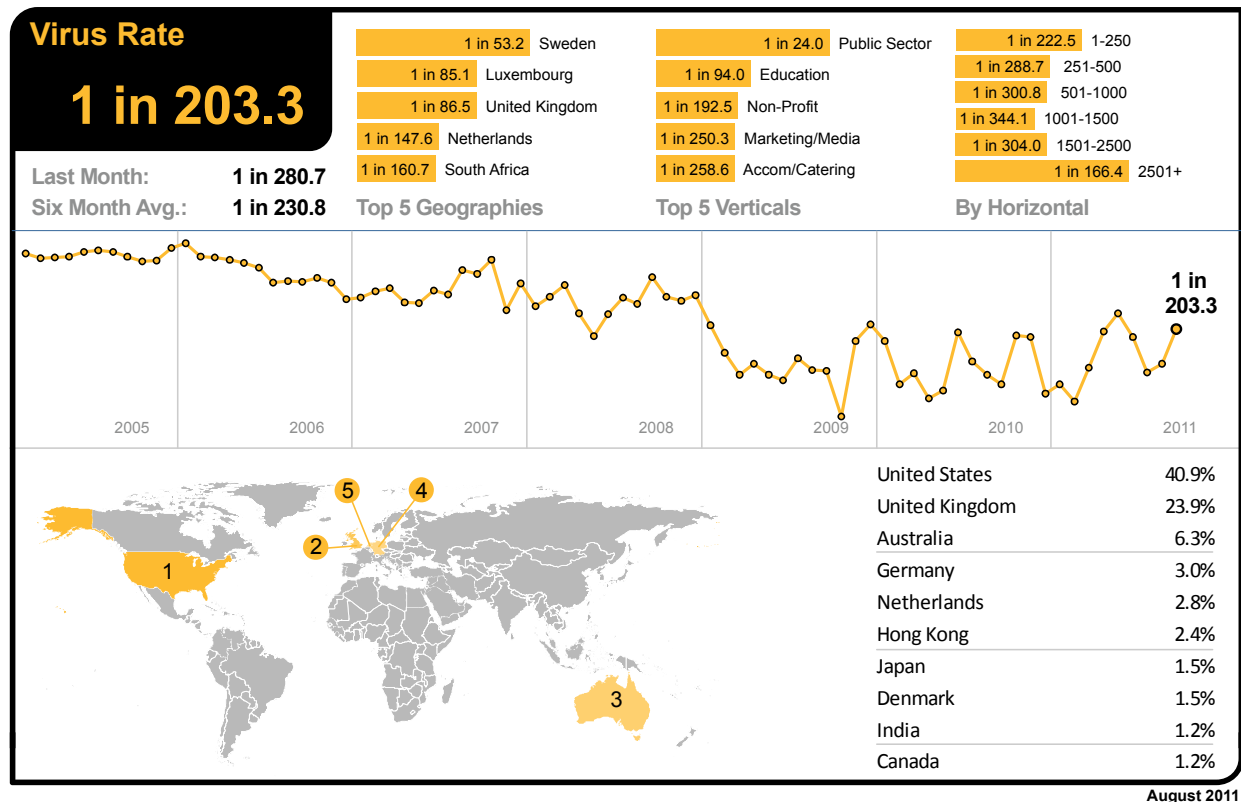 Virus Rate
1 in 203.3
Last Month: 1 in 280.7
Six Month Avg.: 1 in 230.8
1 in 53.2 Sweden
1 in 85.1 Luxembourg
1 in 86.5 United Kingdom
1 in 147.6 Netherlands
1 in 160.7 South Africa
Top 5 Geographies
1 in 24.0 Public Sector
1 in 94.0 Education
1 in 192.5 Non-Profit
1 in 250.3 Marketing/Media
1 in 258.6 Accom/Catering
Top 5 Verticals
1 in 222.5 1-250
1 in 288.7 251-500
1 in 300.8 501-1000
1 in 344.1 1001-1500
1 in 304.0 1501-2500
1 in 166.4 2501+
By Horizontal
1 in
203.3
2005 2006 2007 2008 2009 2010 2011
5 4
2
1
3
United States 40.9%
United Kingdom 23.9%
Australia 6.3%
Germany 3.0%
Netherlands 2.8%
Hong Kong 2.4%
Japan 1.5%
Denmark 1.5%
India 1.2%
Canada 1.2%
August 2011